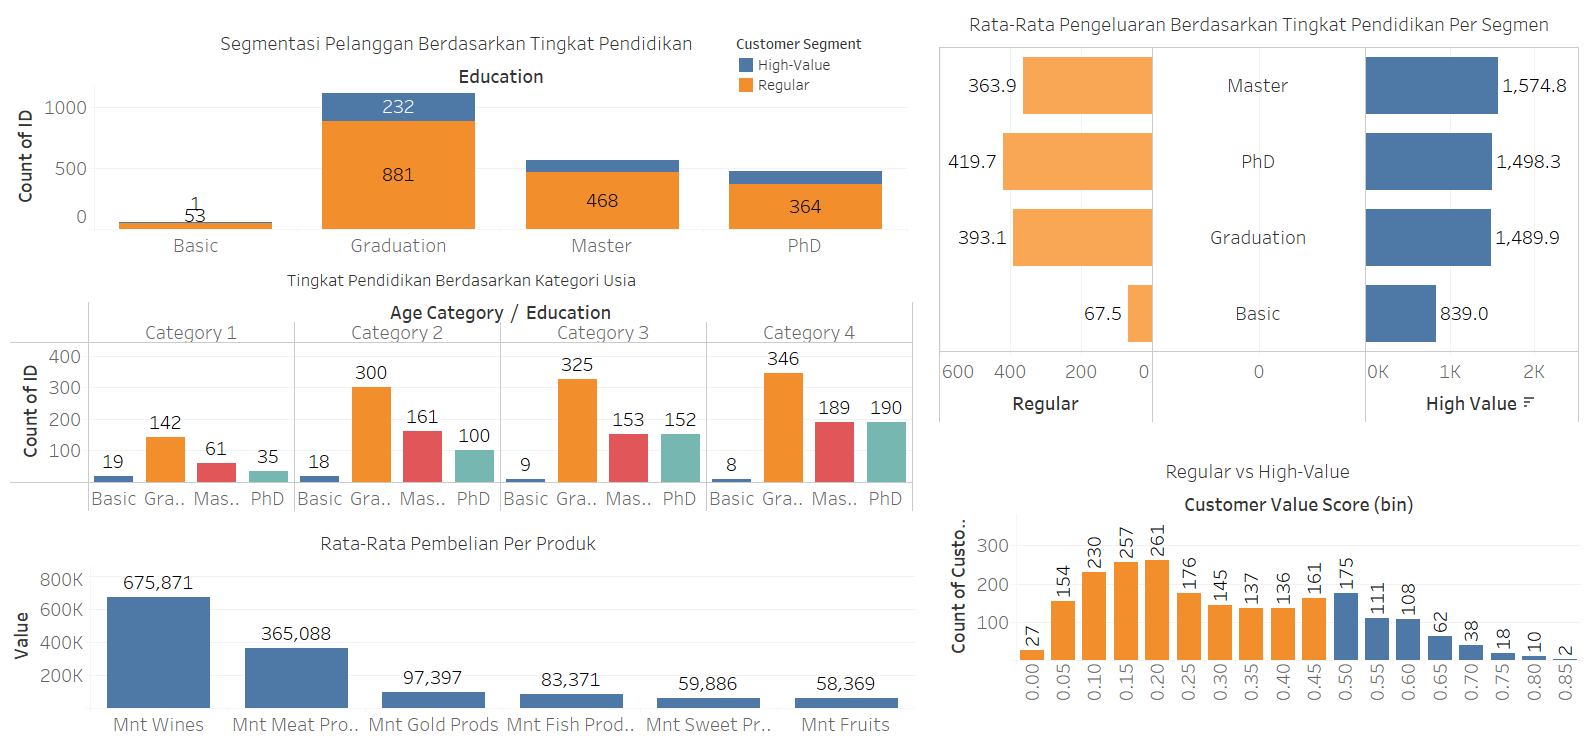 Segmentasi Pelanggan Berdasarkan Tingkat Pendidikan
Customer Segment
High-Value
Regular
Education
Count of ID
1000
500
0
1
53
232
881
468
364
Basic
Graduation
Master
PhD
Tingkat Pendidikan Berdasarkan Kategori Usia
Age Category / Education
Category 1
Category 2
Category 3
Category 4
Count of ID
400
300
200
100
19
142
61
35
18
300
161
100
9
325
153
152
8
346
189
190
Basic Gra.. Mas.. PhD
Basic Gra.. Mas.. PhD
Basic Gra.. Mas.. PhD
Basic Gra.. Mas.. PhD
Rata-Rata Pembelian Per Produk
Value
800K
600K
400K
200K
675,871
365,088
97,397
83,371
59,886
58,369
Mnt Wines
Mnt Meat Pro..
Mnt Gold Prods
Mnt Fish Prod..
Mnt Sweet Pr..
Mnt Fruits
Rata-Rata Pengeluaran Berdasarkan Tingkat Pendidikan Per Segmen
363.9 Master 1,574.8
419.7 PhD 1,498.3
393.1 Graduation 1,489.9
67.5 Basic 839.0
600 400 200 0
0
0K 1K 2K
Regular
High Value
Regular vs High-Value
Customer Value Score (bin)
Count of Custo..
300
200
100
27
154
230
257
261
176
145
137
136
161
175
111
108
62
38
18
10
2
0.00
0.05
0.10
0.15
0.20
0.25
0.30
0.35
0.40
0.45
0.50
0.55
0.60
0.65
0.70
0.75
0.80
0.85